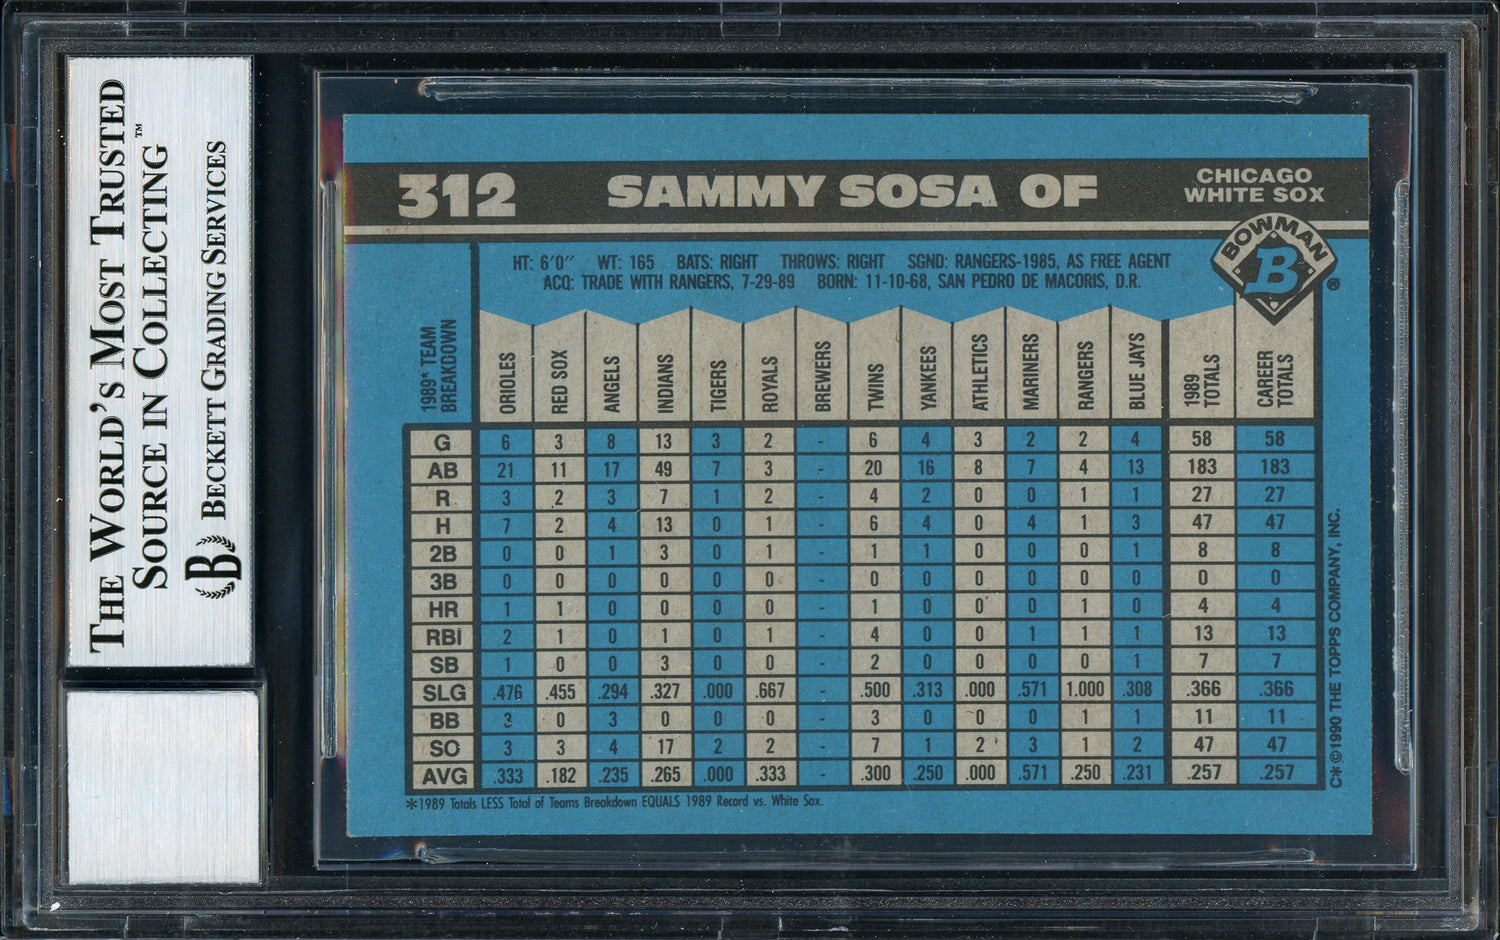 THE WORLD'S MOST TRUSTED
SOURCE IN COLLECTING™
BECKETT GRADING SERVICES
B
312 SAMMY SOSA OF CHICAGO
WHITE SOX
BOWMAN
B
®
HT: 6'0" WT: 165 BATS: RIGHT THROWS: RIGHT SGND: RANGERS-1985, AS FREE AGENT
ACQ: TRADE WITH RANGERS, 7-29-89 BORN: 11-10-68, SAN PEDRO DE MACORIS, D.R.
1989* TEAM BREAKDOWN ORIOLES RED SOX ANGELS INDIANS TIGERS ROYALS BREWERS TWINS YANKEES ATHLETICS MARINERS RANGERS BLUE JAYS 1989 TOTALS CAREER TOTALS
G 6 3 8 13 3 2 - 6 4 3 2 2 4 58 58
AB 21 11 17 49 7 3 - 20 16 8 7 4 13 183 183
R 3 2 3 7 1 2 - 4 2 0 0 1 1 27 27
H 7 2 4 13 0 1 - 6 4 0 4 1 3 47 47
2B 0 0 1 3 0 1 - 1 1 0 0 0 1 8 8
3B 0 0 0 0 0 0 - 0 0 0 0 0 0 0 0
HR 1 1 0 0 0 0 - 1 0 0 0 1 0 4 4
RBI 2 1 0 1 0 1 - 4 0 0 1 1 1 13 13
SB 1 0 0 3 0 0 - 2 0 0 0 0 1 7 7
SLG .476 .455 .294 .327 .000 .667 - .500 .313 .000 .571 1.000 .308 .366 .366
BB 3 0 3 0 0 0 - 3 0 0 0 1 1 11 11
SO 3 3 4 17 2 2 - 7 1 2 3 1 2 47 47
AVG .333 .182 .235 .265 .000 .333 - .300 .250 .000 .571 .250 .231 .257 .257
*1989 Totals LESS Total of Teams Breakdown EQUALS 1989 Record vs. White Sox.
C*©1990 THE TOPPS COMPANY, INC.